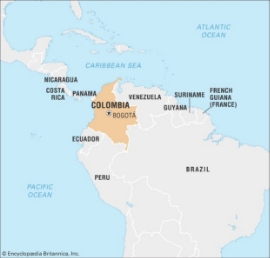 ATLANTIC
OCEAN
CARIBBEAN SEA
NICARAGUA
COSTA
RICA
PANAMA
VENEZUELA
GUYANA
SURINAME
FRENCH
GUIANA
(FRANCE)
COLOMBIA
BOGOTÁ
ECUADOR
PERU
BRAZIL
PACIFIC
OCEAN
© Encyclopædia Britannica, Inc.